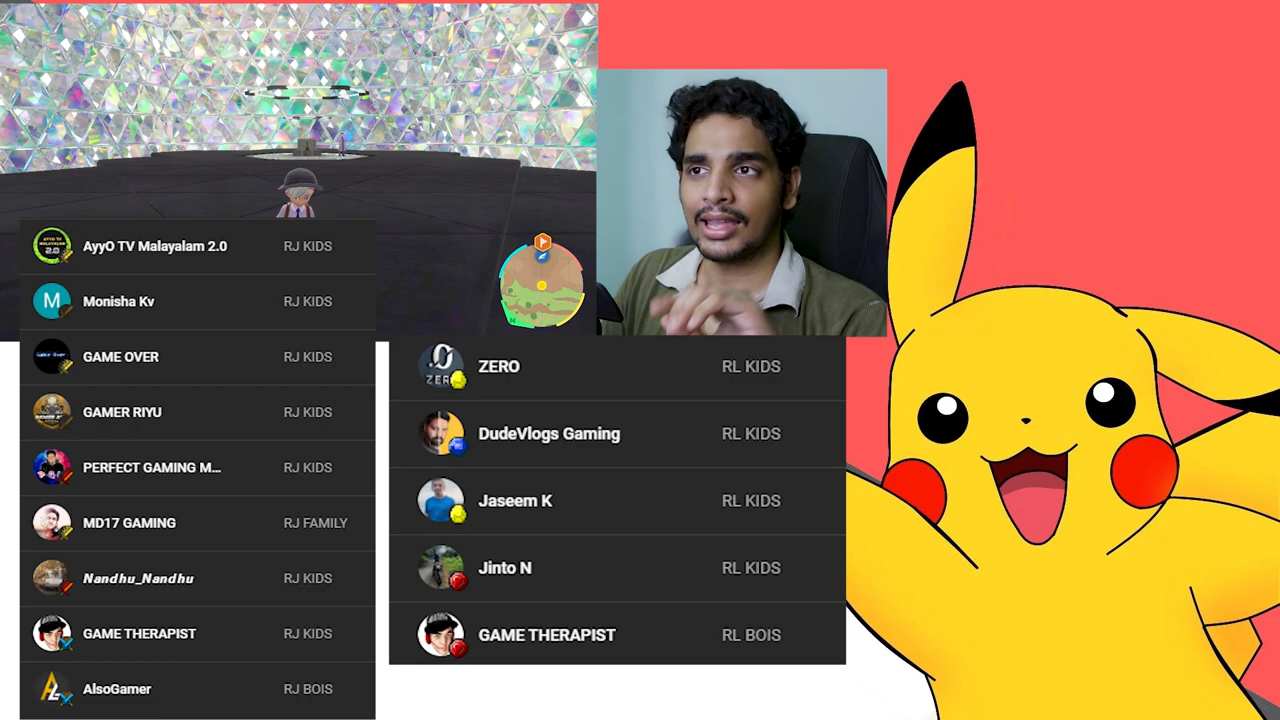 AyyO TV Malayalam 2.0 RJ KIDS
M Monisha Kv RJ KIDS
GAME OVER RJ KIDS
GAMER RIYU RJ KIDS
PERFECT GAMING M... RJ KIDS
MD17 GAMING RJ FAMILY
Nandhu_Nandhu RJ KIDS
GAME THERAPIST RJ KIDS
AlsoGamer RJ BOIS
N
ZERO RL KIDS
DudeVlogs Gaming RL KIDS
Jaseem K RL KIDS
Jinto N RL KIDS
GAME THERAPIST RL BOIS